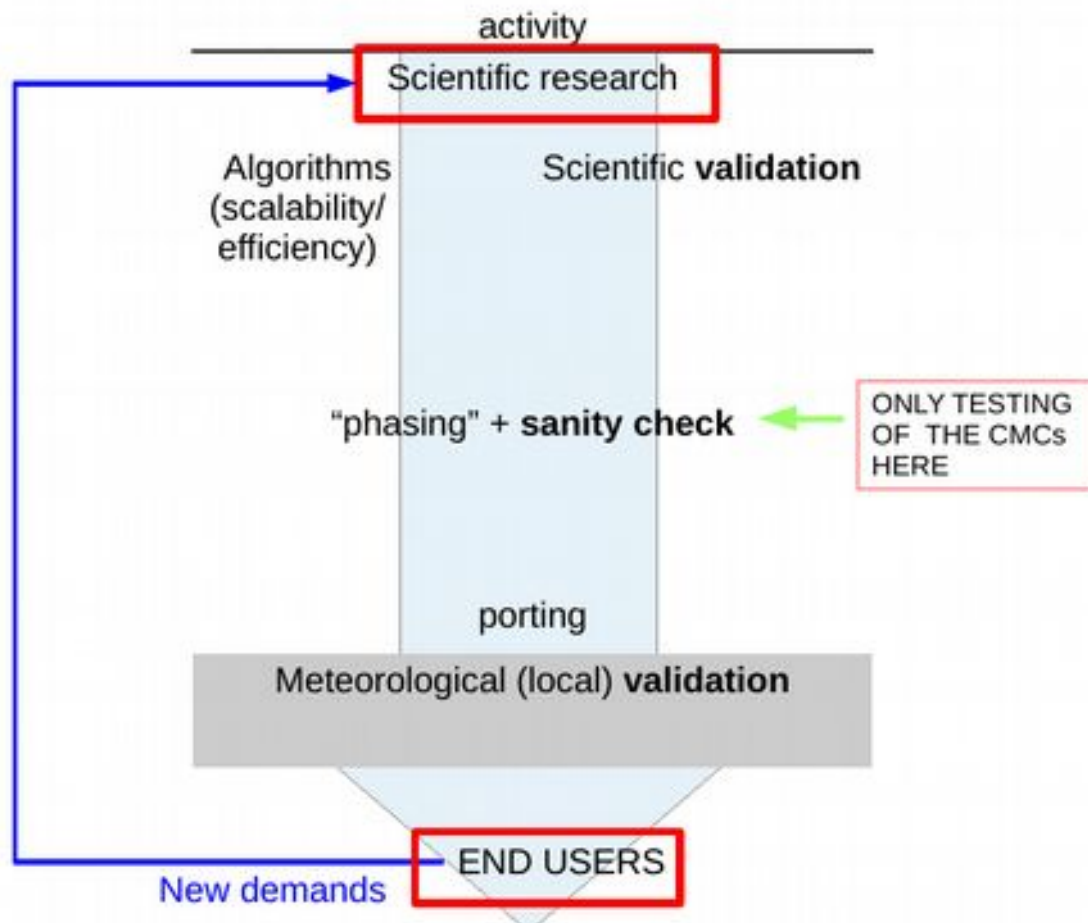 activity
Scientific research
Algorithms
(scalability/
efficiency)
Scientific validation
“phasing” + sanity check
ONLY TESTING
OF THE CMCs
HERE
porting
Meteorological (local) validation
END USERS
New demands